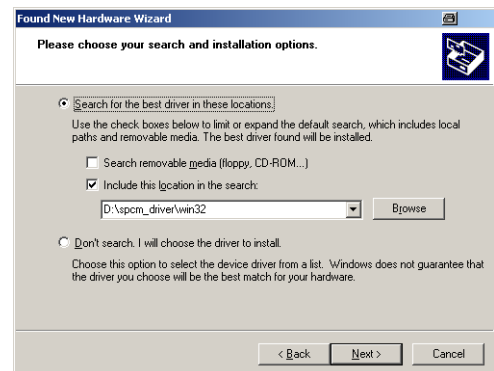 Found New Hardware Wizard
Please choose your search and installation options.
Search for the best driver in these locations.
Use the check boxes below to limit or expand the default search, which includes local
paths and removable media. The best driver found will be installed.
Search removable media (floppy, CD-ROM...)
Include this location in the search:
D:\spcm_driver\win32
Browse
Don't search. I will choose the driver to install.
Choose this option to select the device driver from a list. Windows does not guarantee that
the driver you choose will be the best match for your hardware.
< Back
Next >
Cancel